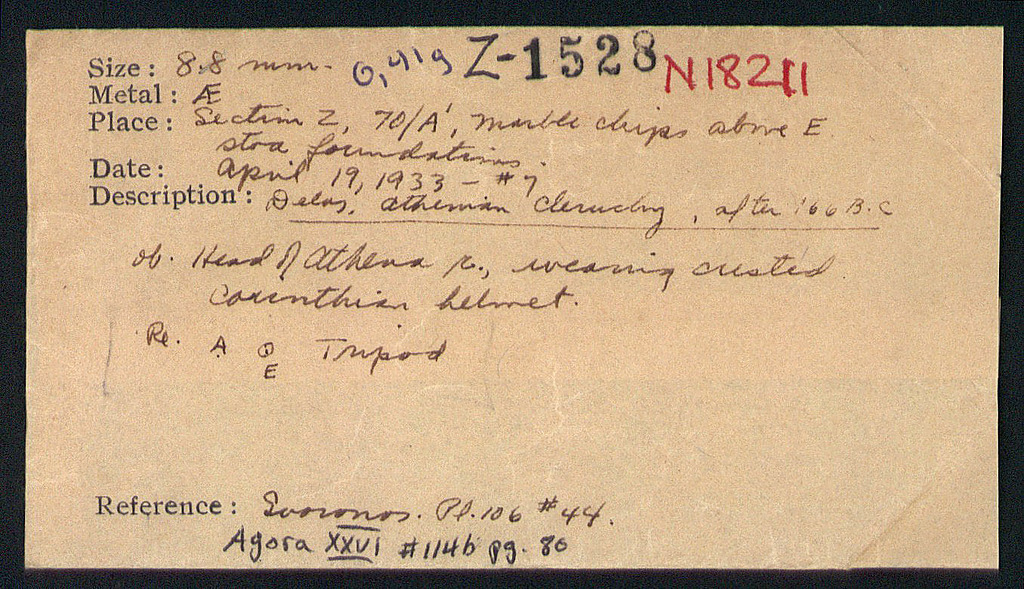 Size : 8.8 mm. 0,419 Z-1528 N18211
Metal : Æ
Place : Section Z, 70/A', marble chips above E.
stoa foundations.
Date : April 19, 1933 - #7
Description : Delos, Athenian Cleruchy, after 166 B.C
ob. Head of Athena r., wearing crested
Corinthian helmet.
Re. A Θ Tripod
E
Reference : Svoronos. Pl. 106 #44.
Agora XXVI #114b pg. 80